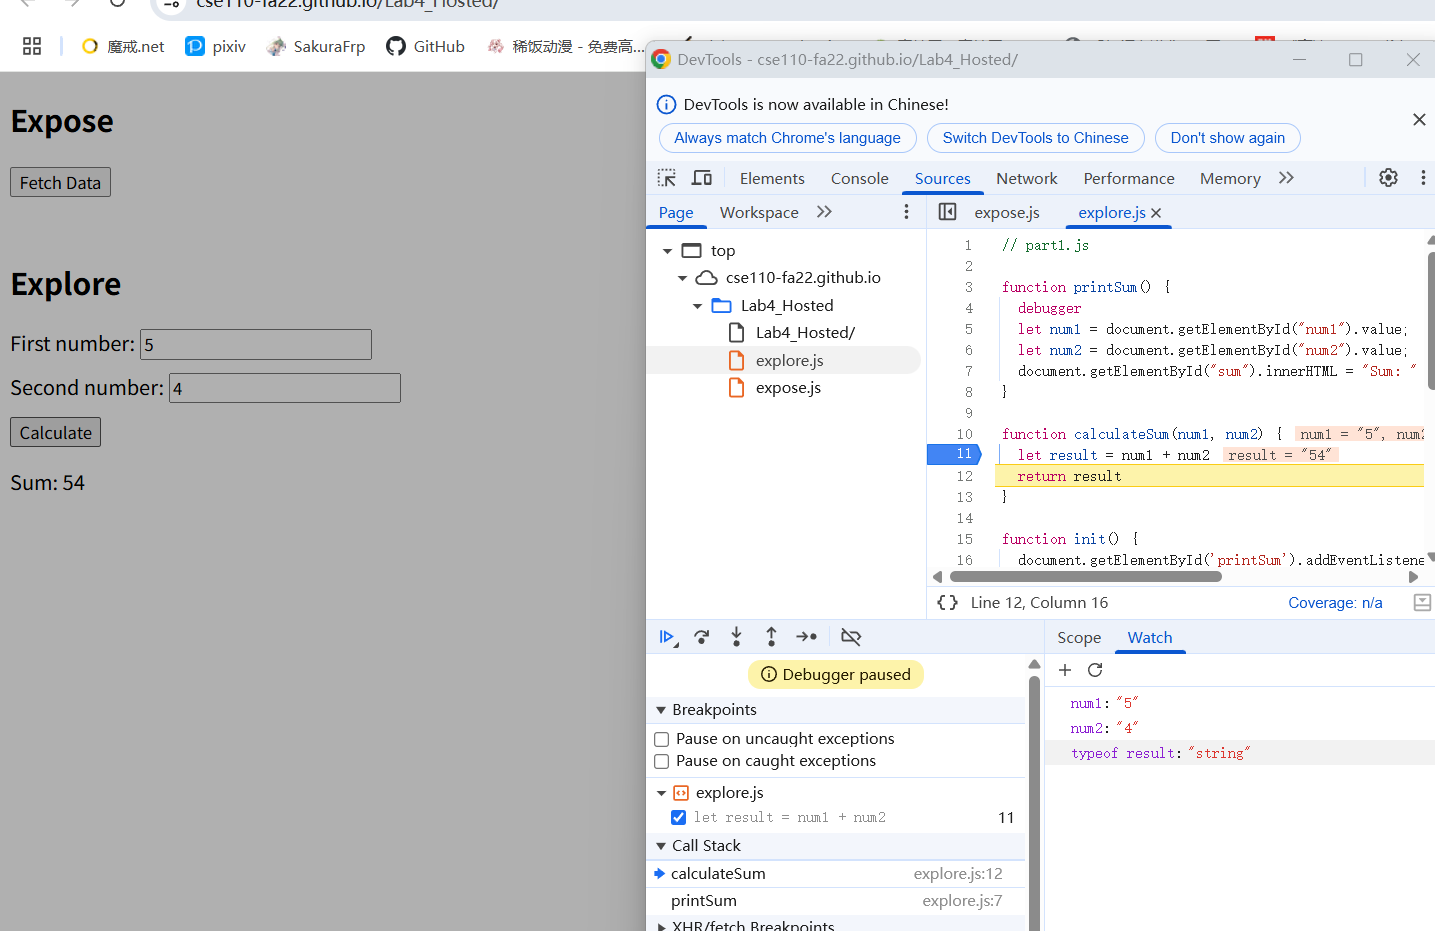 cse110-fa22.github.io/Lab4_Hosted/
魔戒.net
pixiv
SakuraFrp
GitHub
稀饭动漫 - 免费高...
Expose
Fetch Data
Explore
First number: 5
Second number: 4
Calculate
Sum: 54
DevTools - cse110-fa22.github.io/Lab4_Hosted/
DevTools is now available in Chinese!
Always match Chrome's language
Switch DevTools to Chinese
Don't show again
Elements
Console
Sources
Network
Performance
Memory
Page
Workspace
top
cse110-fa22.github.io
Lab4_Hosted
Lab4_Hosted/
explore.js
expose.js
expose.js
explore.js
1 // part1.js
2
3 function printSum() {
4 debugger
5 let num1 = document.getElementById("num1").value;
6 let num2 = document.getElementById("num2").value;
7 document.getElementById("sum").innerHTML = "Sum: "
8 }
9
10 function calculateSum(num1, num2) { num1 = "5", num2
11 let result = num1 + num2 result = "54"
12 return result
13 }
14
15 function init() {
16 document.getElementById('printSum').addEventListene
{} Line 12, Column 16
Coverage: n/a
Debugger paused
Breakpoints
Pause on uncaught exceptions
Pause on caught exceptions
explore.js
let result = num1 + num2 11
Call Stack
calculateSum explore.js:12
printSum explore.js:7
XHR/fetch Breakpoints
Scope
Watch
num1: "5"
num2: "4"
typeof result: "string"